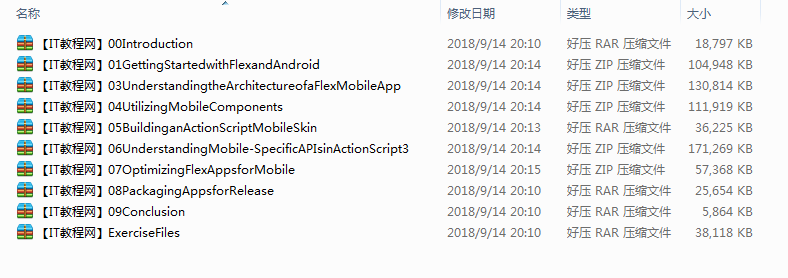 名称 修改日期 类型 大小
【IT教程网】00Introduction 2018/9/14 20:10 好压 RAR 压缩文件 18,797 KB
【IT教程网】01GettingStartedwithFlexandAndroid 2018/9/14 20:14 好压 ZIP 压缩文件 104,948 KB
【IT教程网】03UnderstandingtheArchitectureofaFlexMobileApp 2018/9/14 20:14 好压 ZIP 压缩文件 130,814 KB
【IT教程网】04UtilizingMobileComponents 2018/9/14 20:14 好压 ZIP 压缩文件 111,919 KB
【IT教程网】05BuildinganActionScriptMobileSkin 2018/9/14 20:13 好压 RAR 压缩文件 36,225 KB
【IT教程网】06UnderstandingMobile-SpecificAPIsinActionScript3 2018/9/14 20:14 好压 ZIP 压缩文件 171,269 KB
【IT教程网】07OptimizingFlexAppsforMobile 2018/9/14 20:15 好压 ZIP 压缩文件 57,368 KB
【IT教程网】08PackagingAppsforRelease 2018/9/14 20:10 好压 RAR 压缩文件 25,654 KB
【IT教程网】09Conclusion 2018/9/14 20:10 好压 RAR 压缩文件 5,864 KB
【IT教程网】ExerciseFiles 2018/9/14 20:10 好压 RAR 压缩文件 38,118 KB